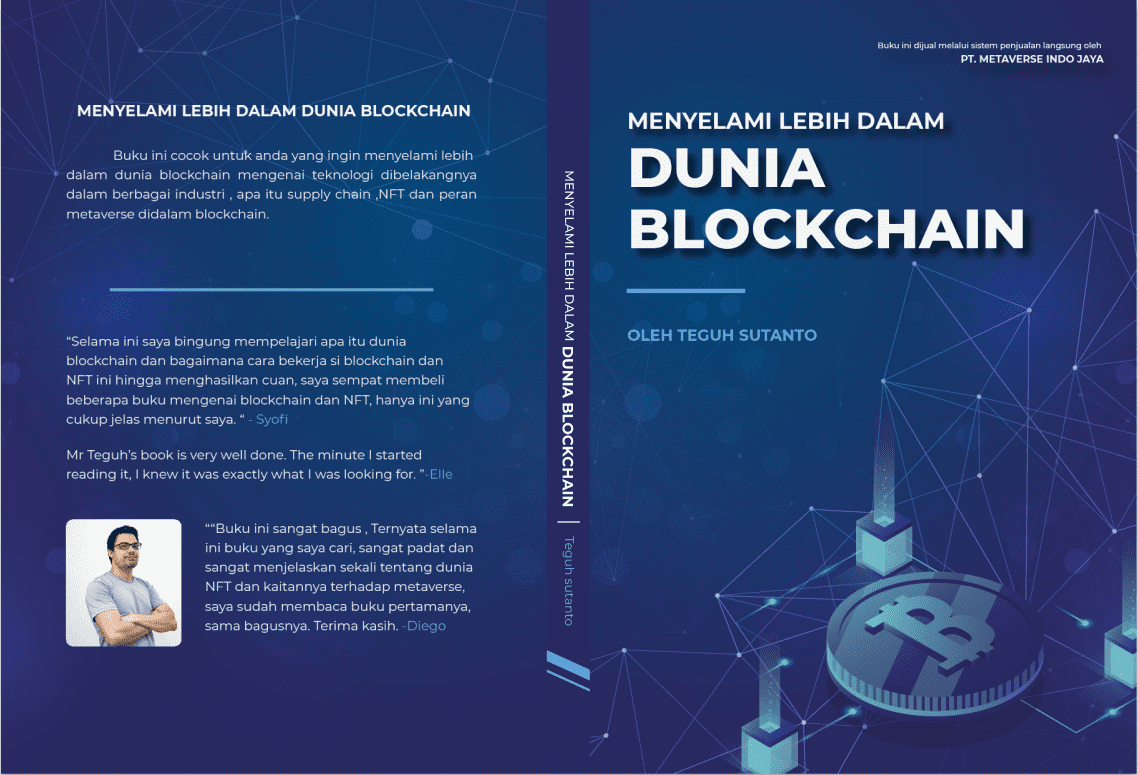 MENYELAMI LEBIH DALAM DUNIA BLOCKCHAIN
Buku ini cocok untuk anda yang ingin menyelami lebih
dalam dunia blockchain mengenai teknologi dibelakangnya
dalam berbagai industri , apa itu supply chain ,NFT dan peran
metaverse didalam blockchain.
“Selama ini saya bingung mempelajari apa itu dunia
blockchain dan bagaimana cara bekerja si blockchain dan
NFT ini hingga menghasilkan cuan, saya sempat membeli
beberapa buku mengenai blockchain dan NFT, hanya ini yang
cukup jelas menurut saya. “ - Syofi
Mr Teguh’s book is very well done. The minute I started
reading it, I knew it was exactly what I was looking for. ”-Elle
““Buku ini sangat bagus , Ternyata selama
ini buku yang saya cari, sangat padat dan
sangat menjelaskan sekali tentang dunia
NFT dan kaitannya terhadap metaverse,
saya sudah membaca buku pertamanya,
sama bagusnya. Terima kasih. -Diego
MENYELAMI LEBIH DALAM DUNIA BLOCKCHAIN | Teguh sutanto
Buku ini dijual melalui sistem penjualan langsung oleh
PT. METAVERSE INDO JAYA
MENYELAMI LEBIH DALAM
DUNIA
BLOCKCHAIN
OLEH TEGUH SUTANTO